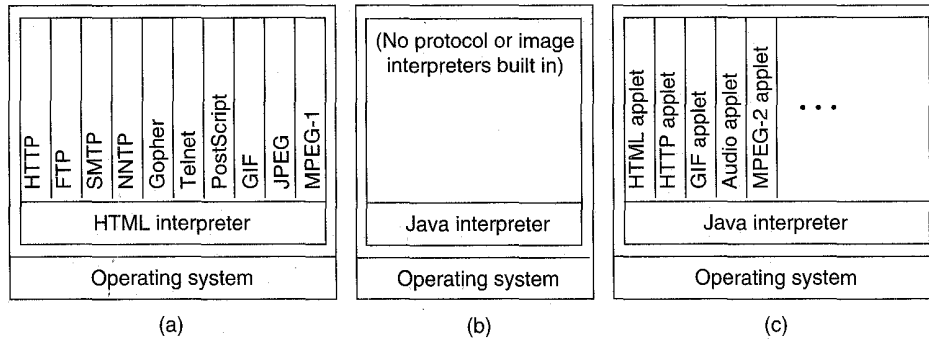 HTTP
FTP
SMTP
NNTP
Gopher
Telnet
PostScript
GIF
JPEG
MPEG-1
HTML interpreter
Operating system
(a)
(No protocol or image
interpreters built in)
Java interpreter
Operating system
(b)
HTML applet
HTTP applet
GIF applet
Audio applet
MPEG-2 applet
• • •
Java interpreter
Operating system
(c)